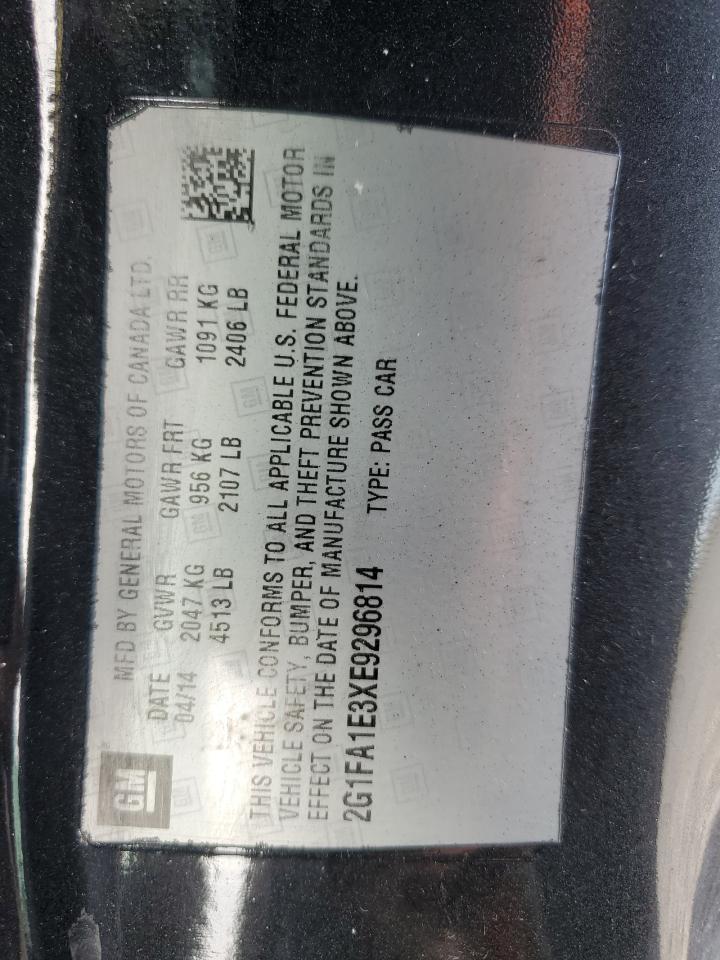 GM
MFD BY GENERAL MOTORS OF CANADA LTD.
DATE GVWR GAWR FRT GAWR RR
04/14 2047 KG 956 KG 1091 KG
4513 LB 2107 LB 2406 LB
THIS VEHICLE CONFORMS TO ALL APPLICABLE U.S. FEDERAL MOTOR
VEHICLE SAFETY, BUMPER, AND THEFT PREVENTION STANDARDS IN
EFFECT ON THE DATE OF MANUFACTURE SHOWN ABOVE.
2G1FA1E3XE9296814 TYPE: PASS CAR